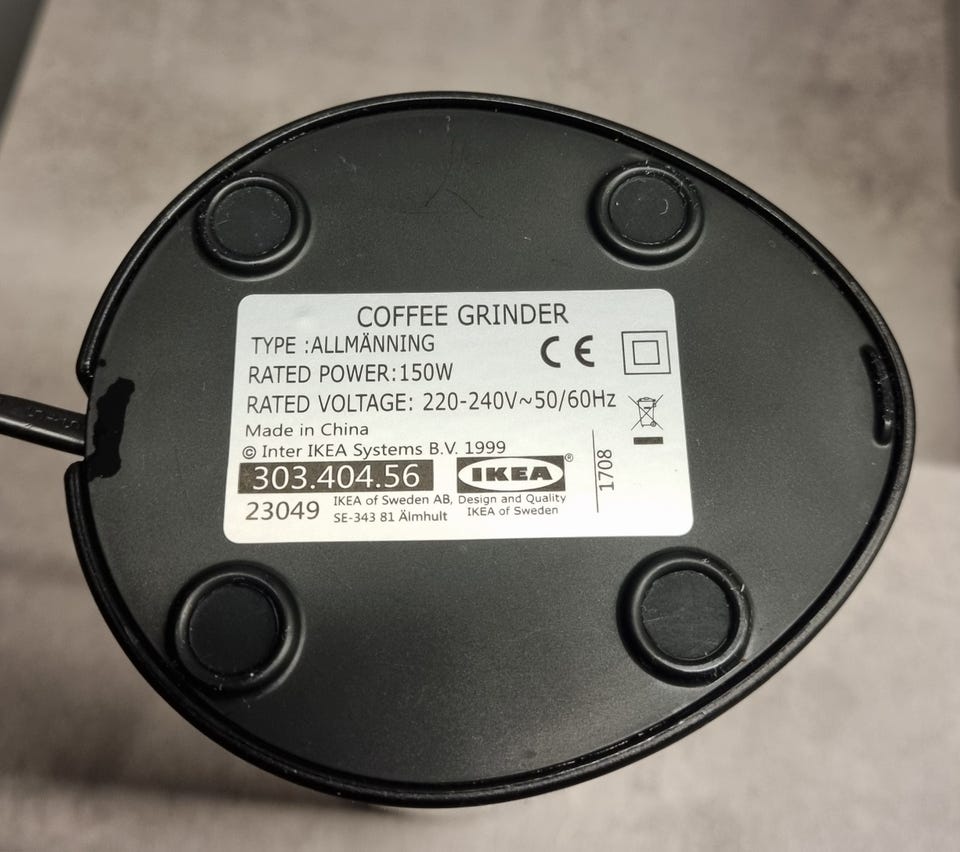 COFFEE GRINDER
TYPE :ALLMÄNNING
RATED POWER:150W
RATED VOLTAGE: 220-240V~50/60Hz
Made in China
© Inter IKEA Systems B.V. 1999
303.404.56
IKEA®
23049
IKEA of Sweden AB,
SE-343 81 Älmhult
Design and Quality
IKEA of Sweden
1708
CE